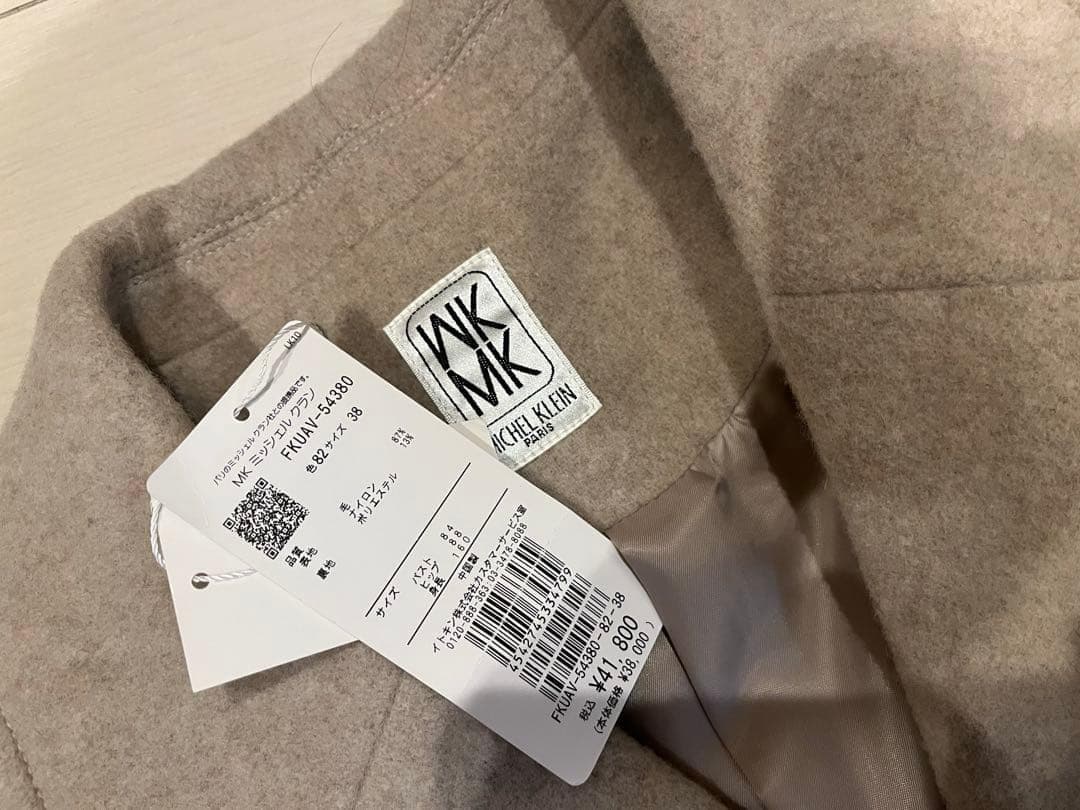 MK
MK
MICHEL KLEIN
PARIS
LK10
パリのミッシェル クラン社との提携品です。
MK ミッシェル クラン
FKUAV-54380
色 82 サイズ 38
品質
表地 毛 87%
ナイロン 13%
裏地 ポリエステル
サイズ バスト 84
ヒップ 88
身長 160
中国製
イトキン株式会社カスタマーサービス室
0120-888-363:03-3478-8088
4542745334799
FKUAV-54380-82-38
税込 ¥41,800
(本体価格 ¥38,000)